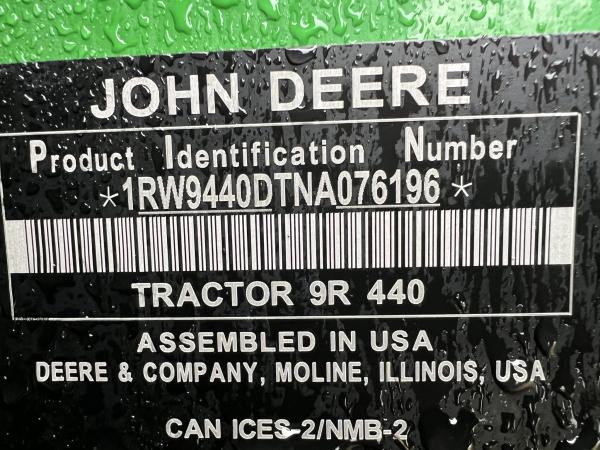 JOHN DEERE
Product Identification Number
*1RW9440DTNA076196*
TRACTOR 9R 440
ASSEMBLED IN USA
DEERE & COMPANY, MOLINE, ILLINOIS, USA
CAN ICES-2/NMB-2